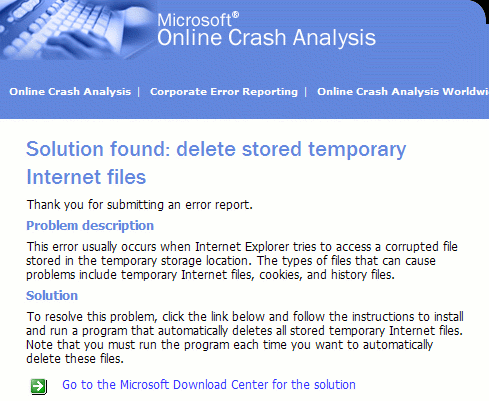 Microsoft®
Online Crash Analysis
Online Crash Analysis | Corporate Error Reporting | Online Crash Analysis Worldwi
Solution found: delete stored temporary
Internet files
Thank you for submitting an error report.
Problem description
This error usually occurs when Internet Explorer tries to access a corrupted file
stored in the temporary storage location. The types of files that can cause
problems include temporary Internet files, cookies, and history files.
Solution
To resolve this problem, click the link below and follow the instructions to install
and run a program that automatically deletes all stored temporary Internet files.
Note that you must run the program each time you want to automatically
delete these files.
Go to the Microsoft Download Center for the solution